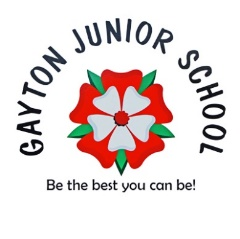 GAYTON JUNIOR SCHOOL
Be the best you can be!